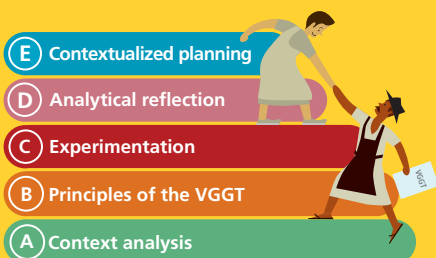 E Contextualized planning
D Analytical reflection
C Experimentation
B Principles of the VGGT
VGGT
A Context analysis